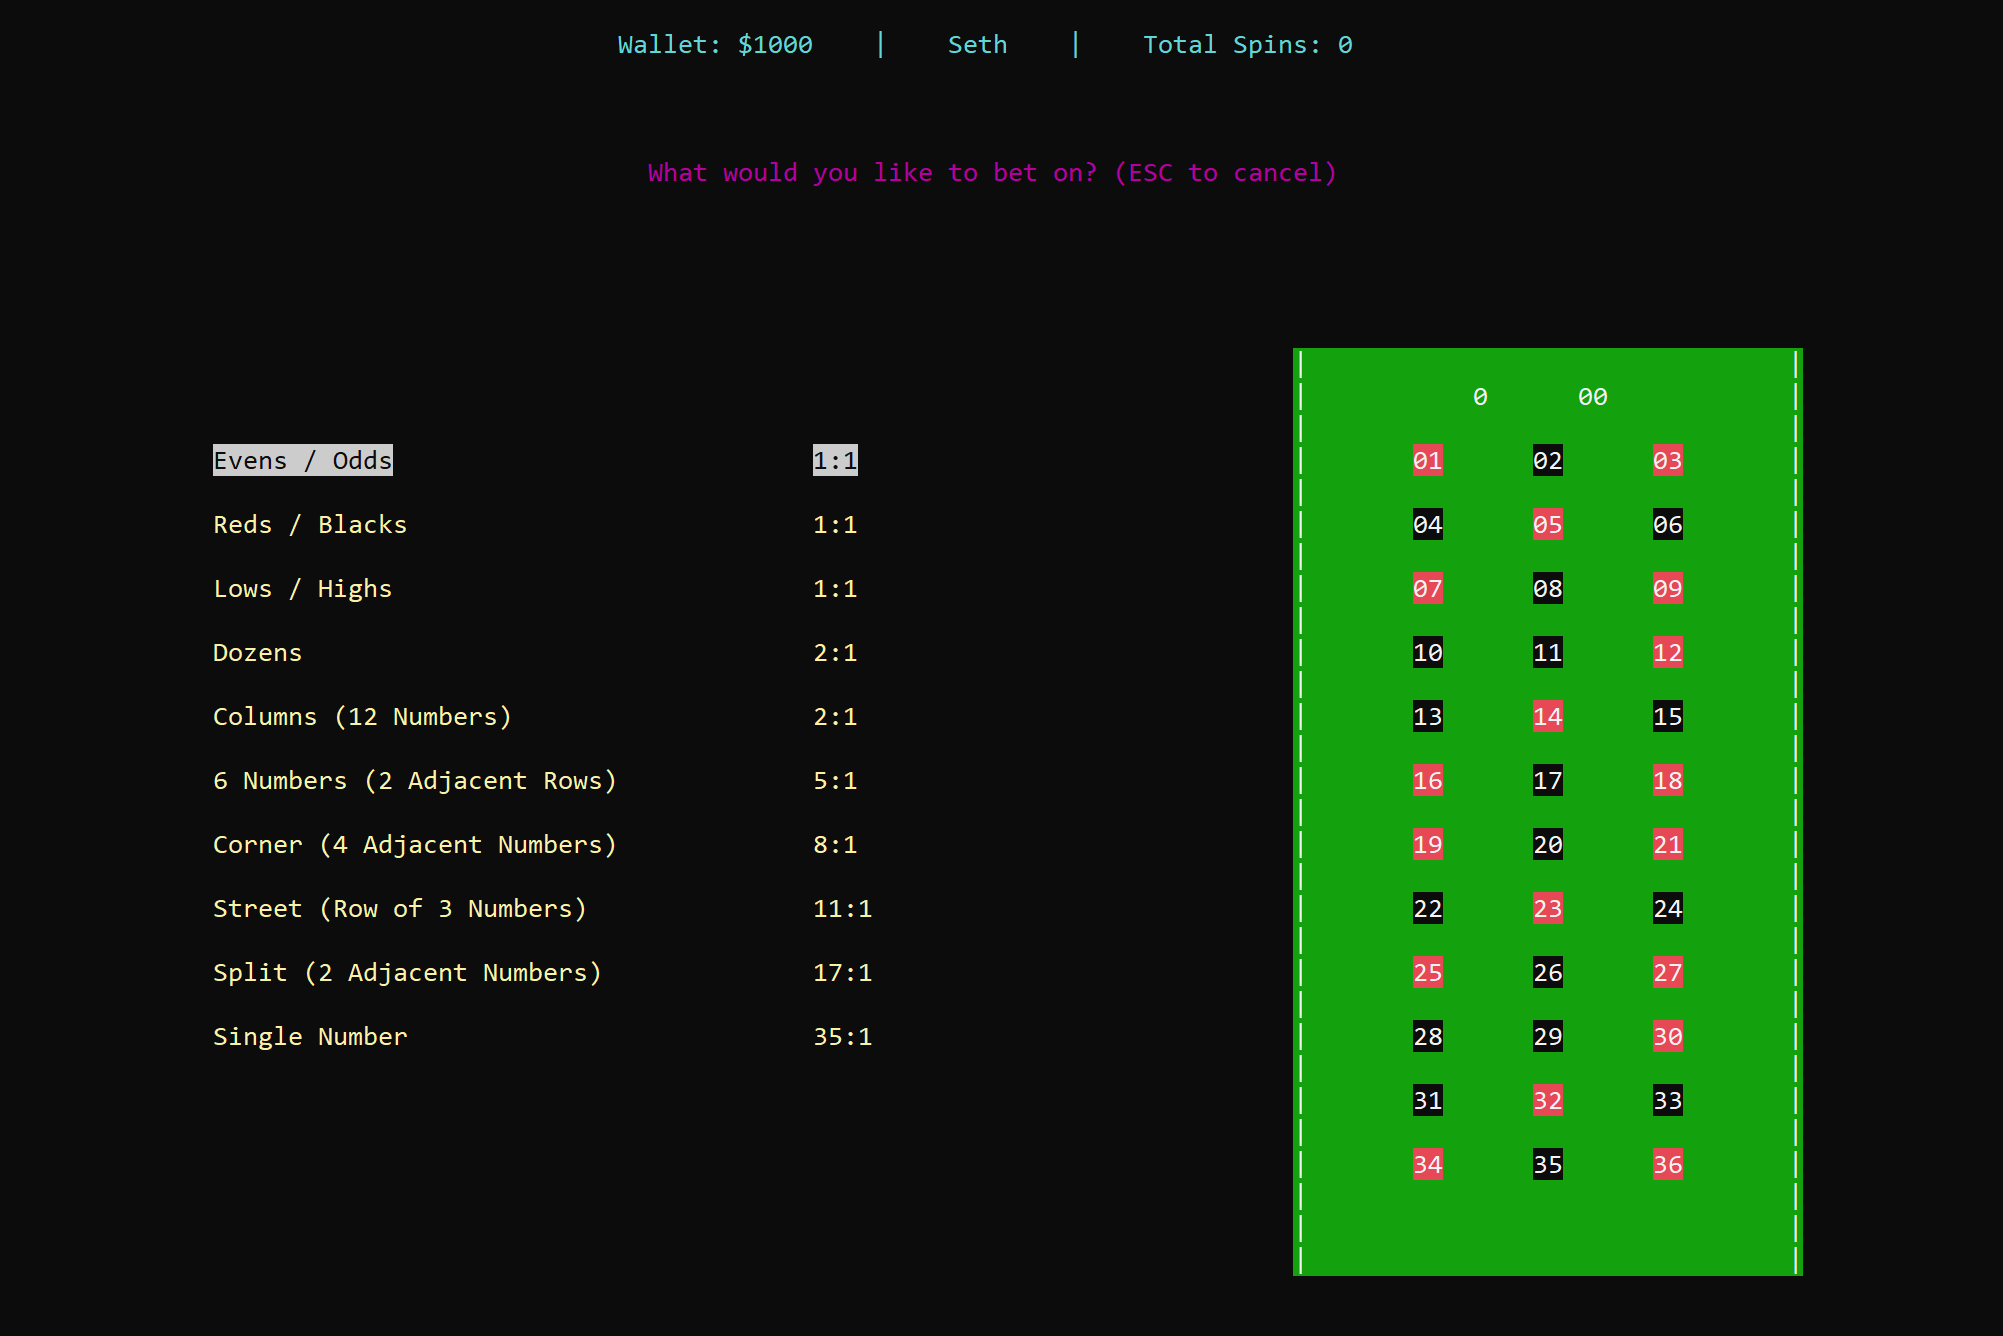 Wallet: $1000 | Seth | Total Spins: 0
What would you like to bet on? (ESC to cancel)
0 00
Evens / Odds 1:1
01 02 03
Reds / Blacks 1:1
04 05 06
Lows / Highs 1:1
07 08 09
Dozens 2:1
10 11 12
Columns (12 Numbers) 2:1
13 14 15
6 Numbers (2 Adjacent Rows) 5:1
16 17 18
Corner (4 Adjacent Numbers) 8:1
19 20 21
Street (Row of 3 Numbers) 11:1
22 23 24
Split (2 Adjacent Numbers) 17:1
25 26 27
Single Number 35:1
28 29 30
31 32 33
34 35 36